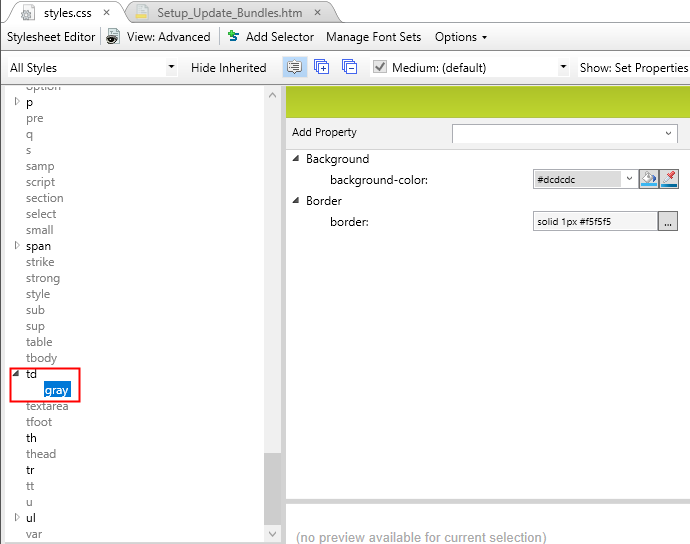 styles.css
Setup_Update_Bundles.htm
Stylesheet Editor View: Advanced Add Selector Manage Font Sets Options
All Styles Hide Inherited Medium: (default) Show: Set Properties
option
p
pre
q
s
samp
script
section
select
small
span
strike
strong
style
sub
sup
table
tbody
td
gray
textarea
tfoot
th
thead
tr
tt
u
ul
var
Add Property
Background
background-color: #dcdcdc
Border
border: solid 1px #f5f5f5 ...
(no preview available for current selection)